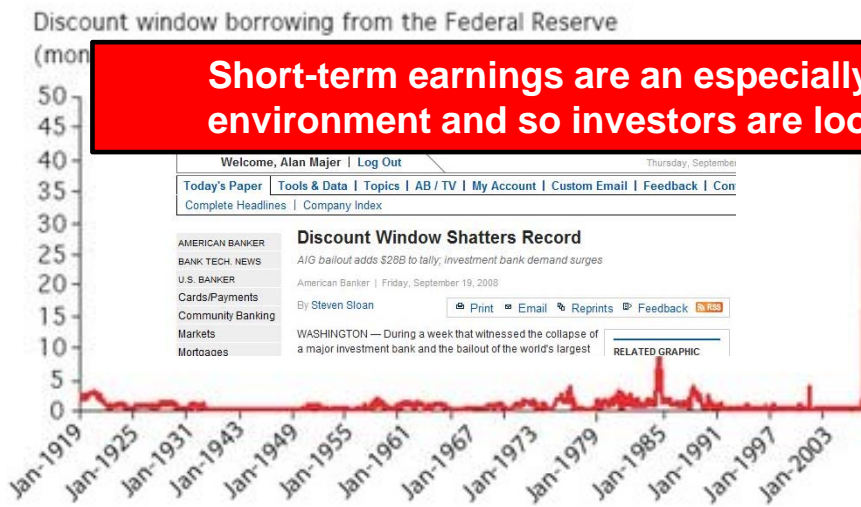 Discount window borrowing from the Federal Reserve
(mon
Short-term earnings are an especially
environment and so investors are loo
50
45
40
35
30
25
20
15
10
5
0
Welcome, Alan Majer | Log Out
Thursday, September
Today's Paper | Tools & Data | Topics | AB / TV | My Account | Custom Email | Feedback | Con
Complete Headlines | Company Index
AMERICAN BANKER
BANK TECH. NEWS
U.S. BANKER
Cards/Payments
Community Banking
Markets
Mortgages
Discount Window Shatters Record
AIG bailout adds $28B to tally; investment bank demand surges
American Banker | Friday, September 19, 2008
By Steven Sloan
Print Email Reprints Feedback RSS
WASHINGTON — During a week that witnessed the collapse of
a major investment bank and the bailout of the world's largest
RELATED GRAPHIC
Jan-1919
Jan-1925
Jan-1931
Jan-1943
Jan-1949
Jan-1955
Jan-1961
Jan-1967
Jan-1973
Jan-1979
Jan-1985
Jan-1991
Jan-1997
Jan-2003